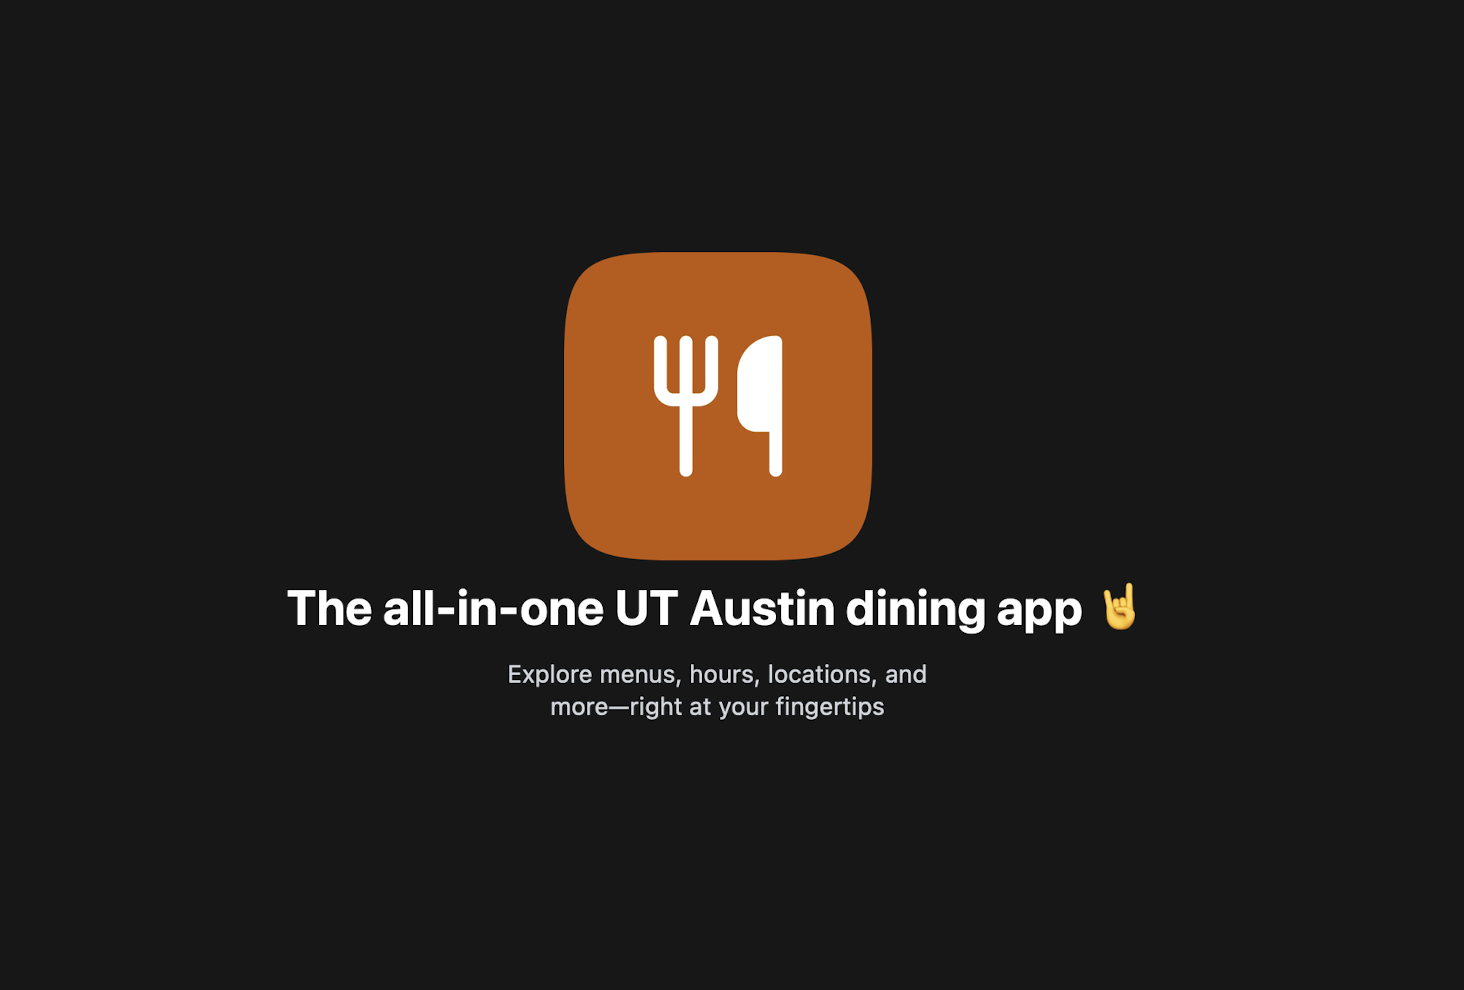 The all-in-one UT Austin dining app 🤘
Explore menus, hours, locations, and
more—right at your fingertips